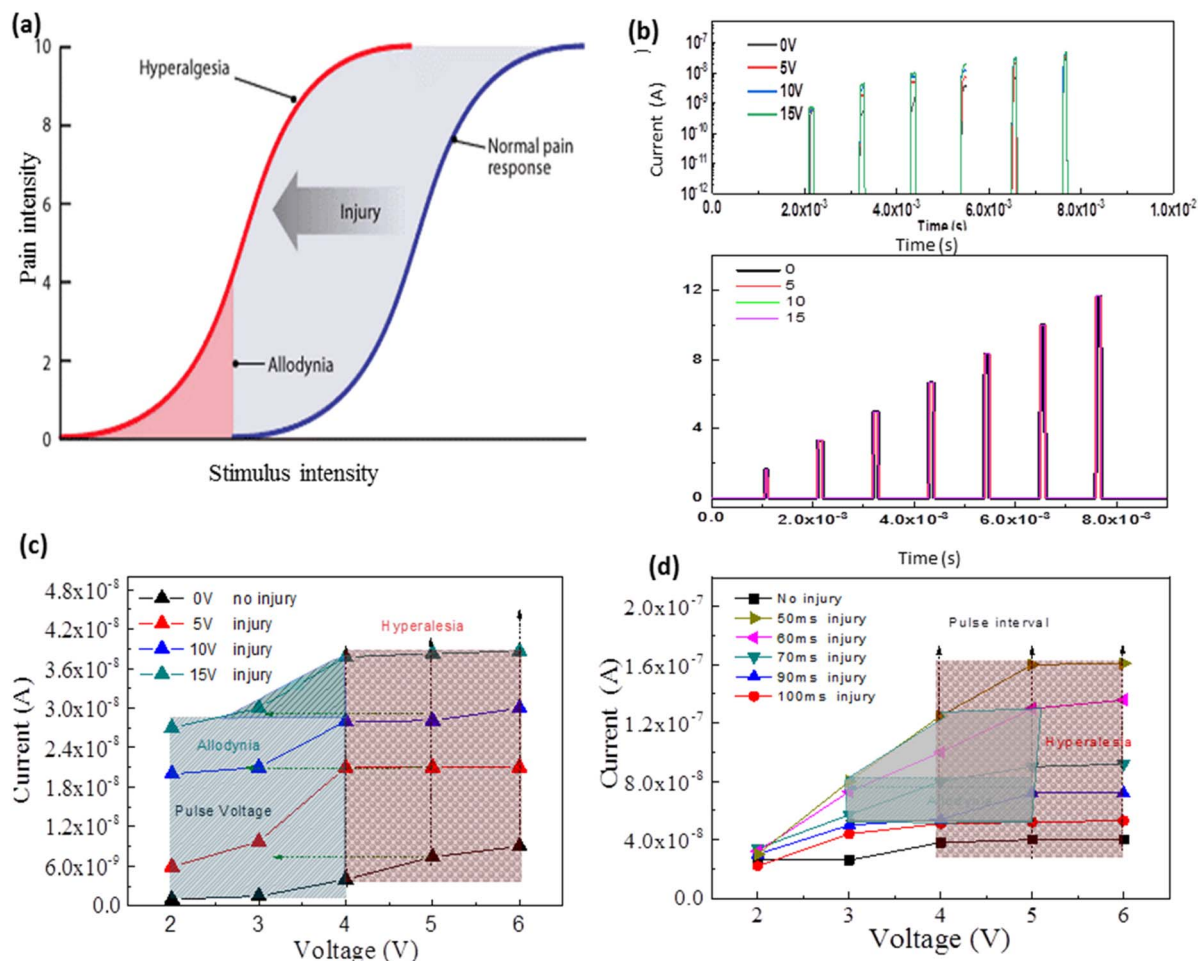 (a)
10
8
6
4
2
0
Pain intensity
Hyperalgesia
Normal pain
response
Injury
Allodynia
Stimulus intensity
(b)
Current (A)
10⁻⁷
10⁻⁸
10⁻⁹
10⁻¹⁰
10⁻¹¹
10⁻¹²
0V
5V
10V
15V
0.0 2.0x10⁻³ 4.0x10⁻³ 6.0x10⁻³ 8.0x10⁻³ 1.0x10⁻²
Time (s)
Time (s)
12
8
4
0
0
5
10
15
0.0 2.0x10⁻³ 4.0x10⁻³ 6.0x10⁻³ 8.0x10⁻³
Time (s)
(c)
Current (A)
4.8x10⁻⁸
4.2x10⁻⁸
3.6x10⁻⁸
3.0x10⁻⁸
2.4x10⁻⁸
1.8x10⁻⁸
1.2x10⁻⁸
6.0x10⁻⁹
0.0
0V no injury
5V injury
10V injury
15V injury
Hyperalesia
Allodynia
Pulse Voltage
2 3 4 5 6
Voltage (V)
(d)
Current (A)
2.0x10⁻⁷
1.6x10⁻⁷
1.2x10⁻⁷
8.0x10⁻⁸
4.0x10⁻⁸
0.0
No injury
50ms injury
60ms injury
70ms injury
90ms injury
100ms injury
Pulse interval
Hyperalesia
2 3 4 5 6
Voltage (V)